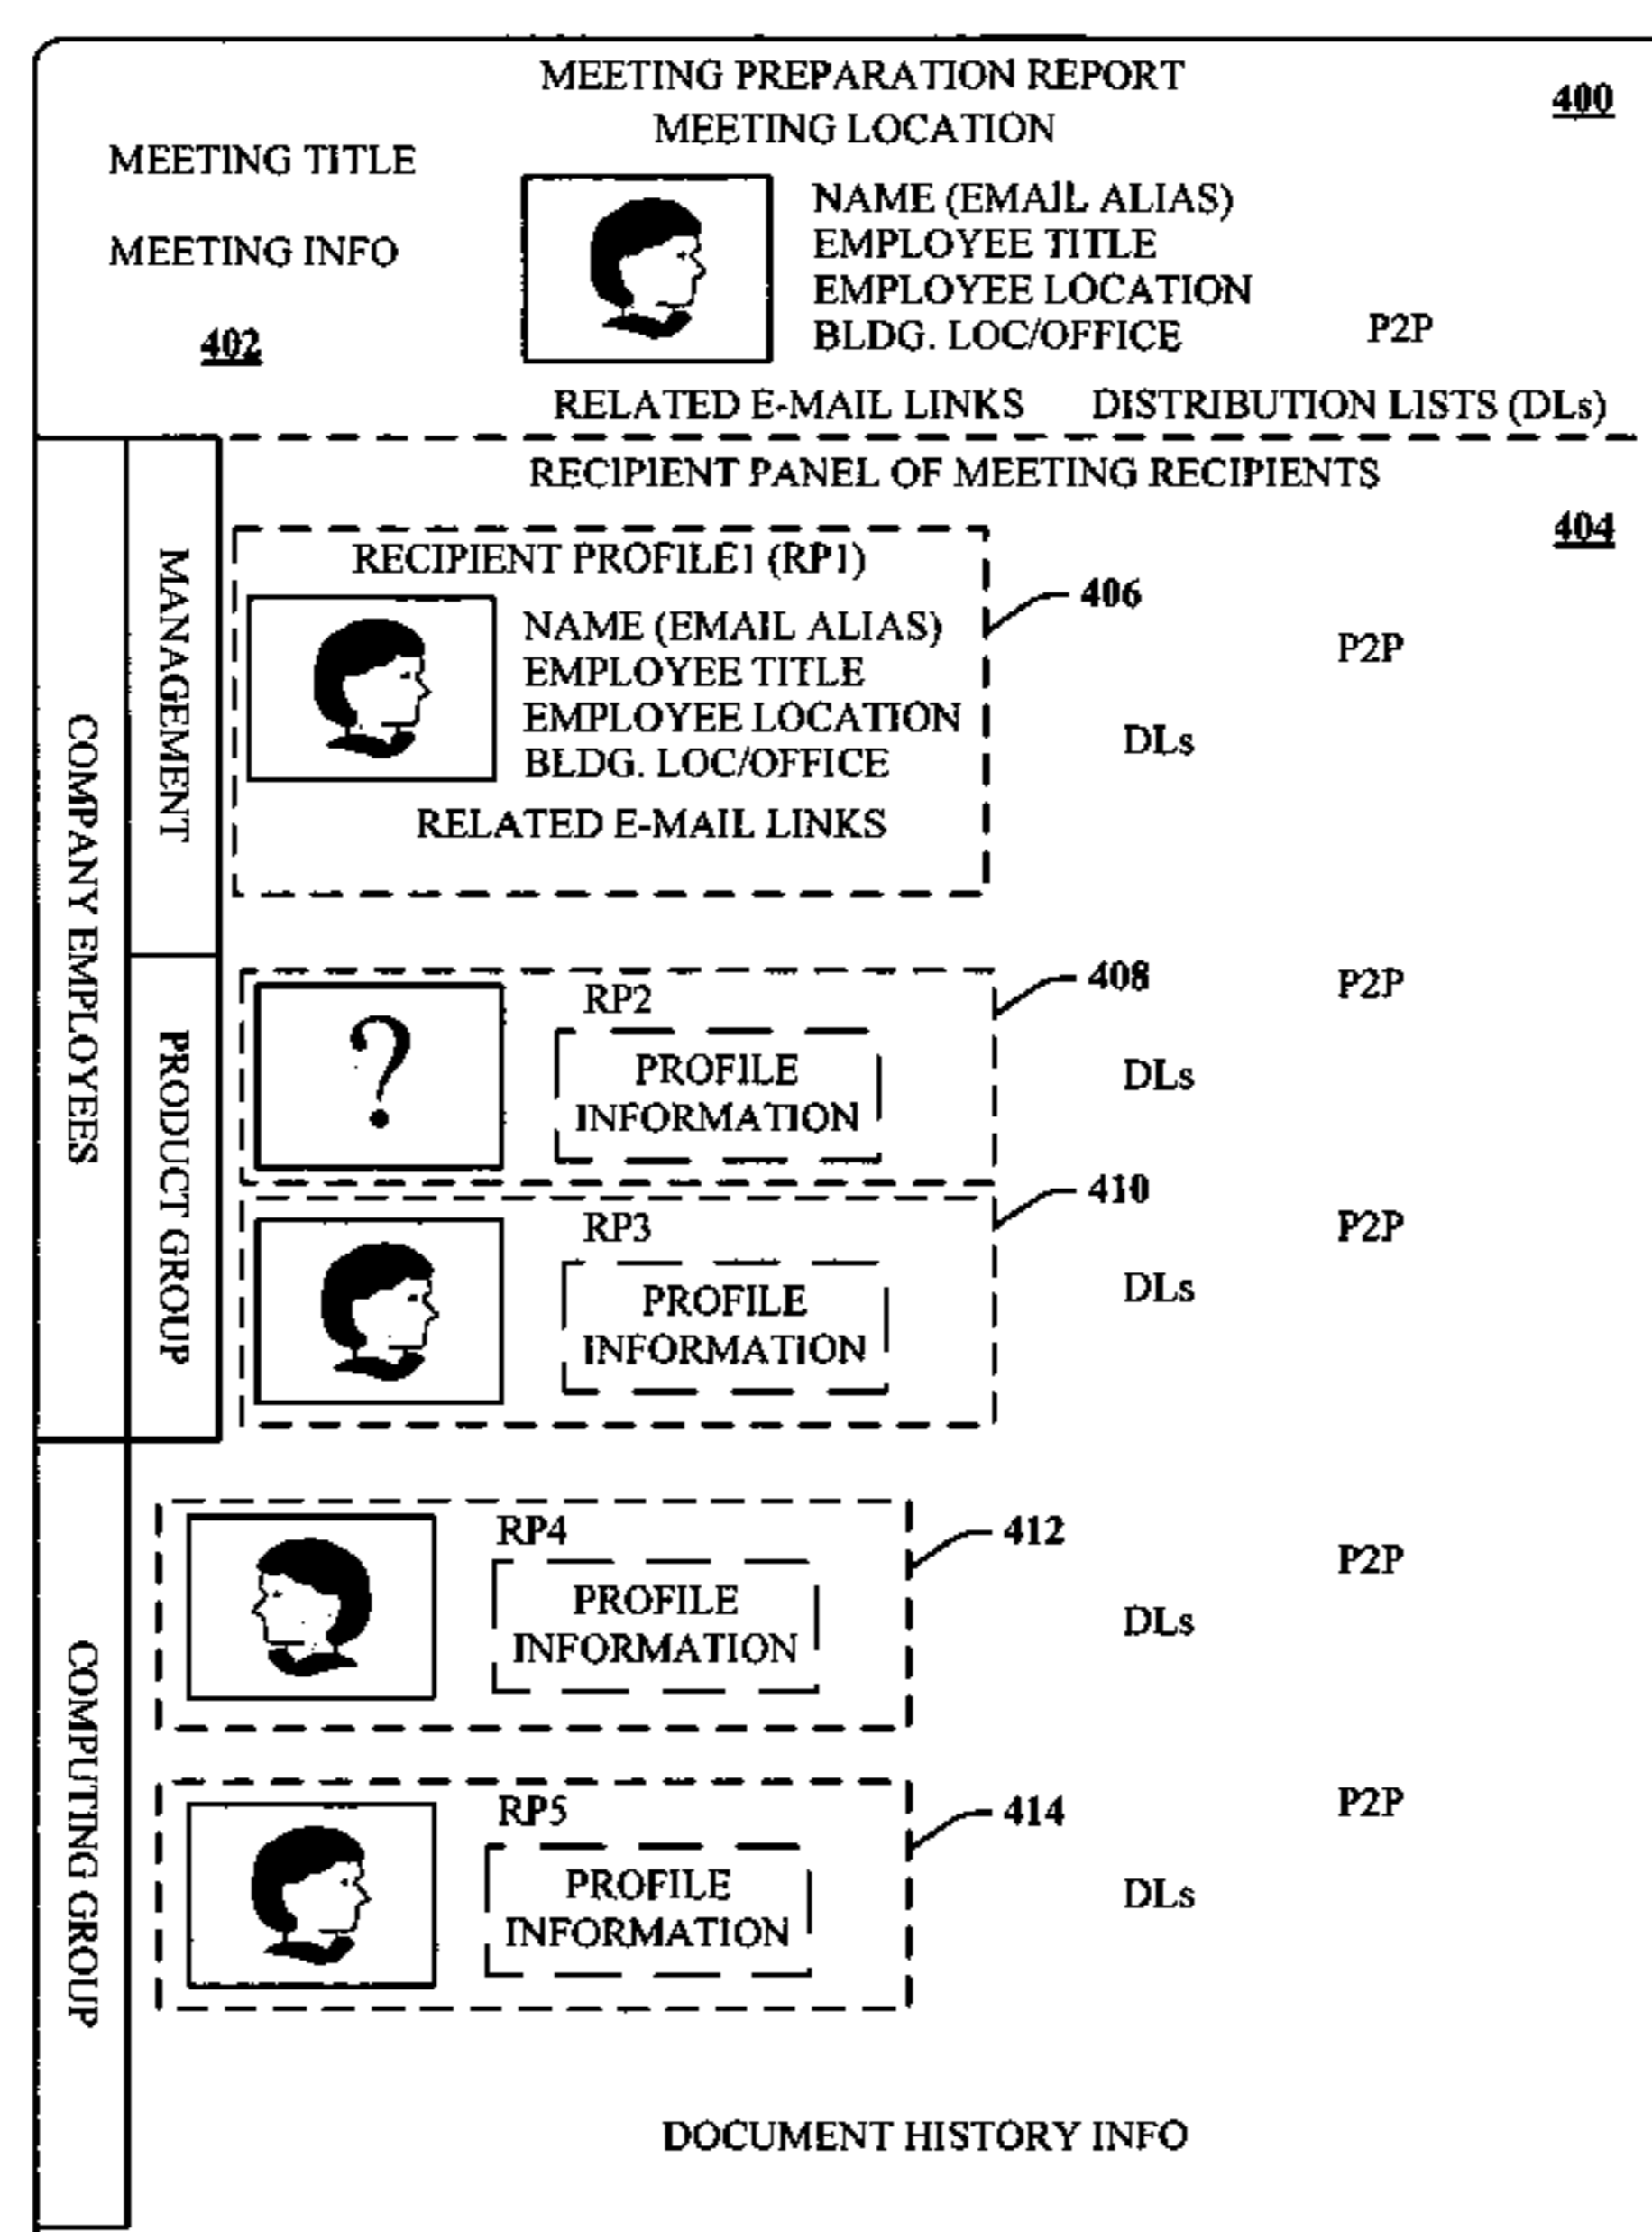 MEETING PREPARATION REPORT
400
MEETING LOCATION
MEETING TITLE
MEETING INFO
402
NAME (EMAIL ALIAS)
EMPLOYEE TITLE
EMPLOYEE LOCATION
BLDG. LOC/OFFICE
P2P
RELATED E-MAIL LINKS
DISTRIBUTION LISTS (DLs)
RECIPIENT PANEL OF MEETING RECIPIENTS
404
COMPANY EMPLOYEES
MANAGEMENT
RECIPIENT PROFILE1 (RP1)
406
NAME (EMAIL ALIAS)
EMPLOYEE TITLE
EMPLOYEE LOCATION
BLDG. LOC/OFFICE
RELATED E-MAIL LINKS
P2P
DLs
PRODUCT GROUP
RP2
408
?
PROFILE
INFORMATION
P2P
DLs
RP3
410
PROFILE
INFORMATION
P2P
DLs
COMPUTING GROUP
RP4
412
PROFILE
INFORMATION
P2P
DLs
RP5
414
PROFILE
INFORMATION
P2P
DLs
DOCUMENT HISTORY INFO